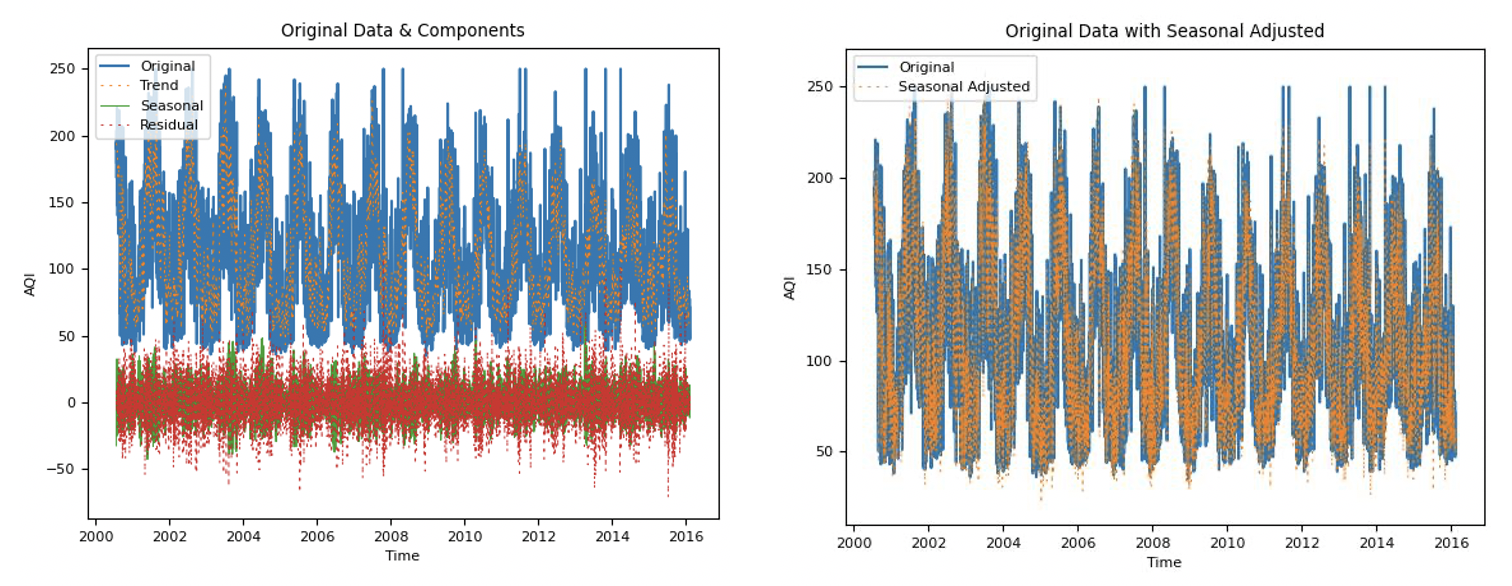 Original Data & Components
250
200
150
100
50
0
−50
AQI
Original
Trend
Seasonal
Residual
2000 2002 2004 2006 2008 2010 2012 2014 2016
Time
Original Data with Seasonal Adjusted
250
200
150
100
50
AQI
Original
Seasonal Adjusted
2000 2002 2004 2006 2008 2010 2012 2014 2016
Time